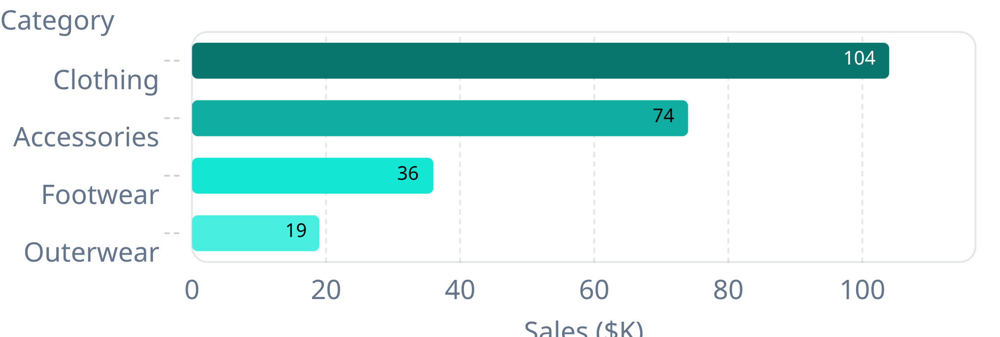 Category
Clothing
104
Accessories
74
Footwear
36
Outerwear
19
0 20 40 60 80 100
Sales ($K)